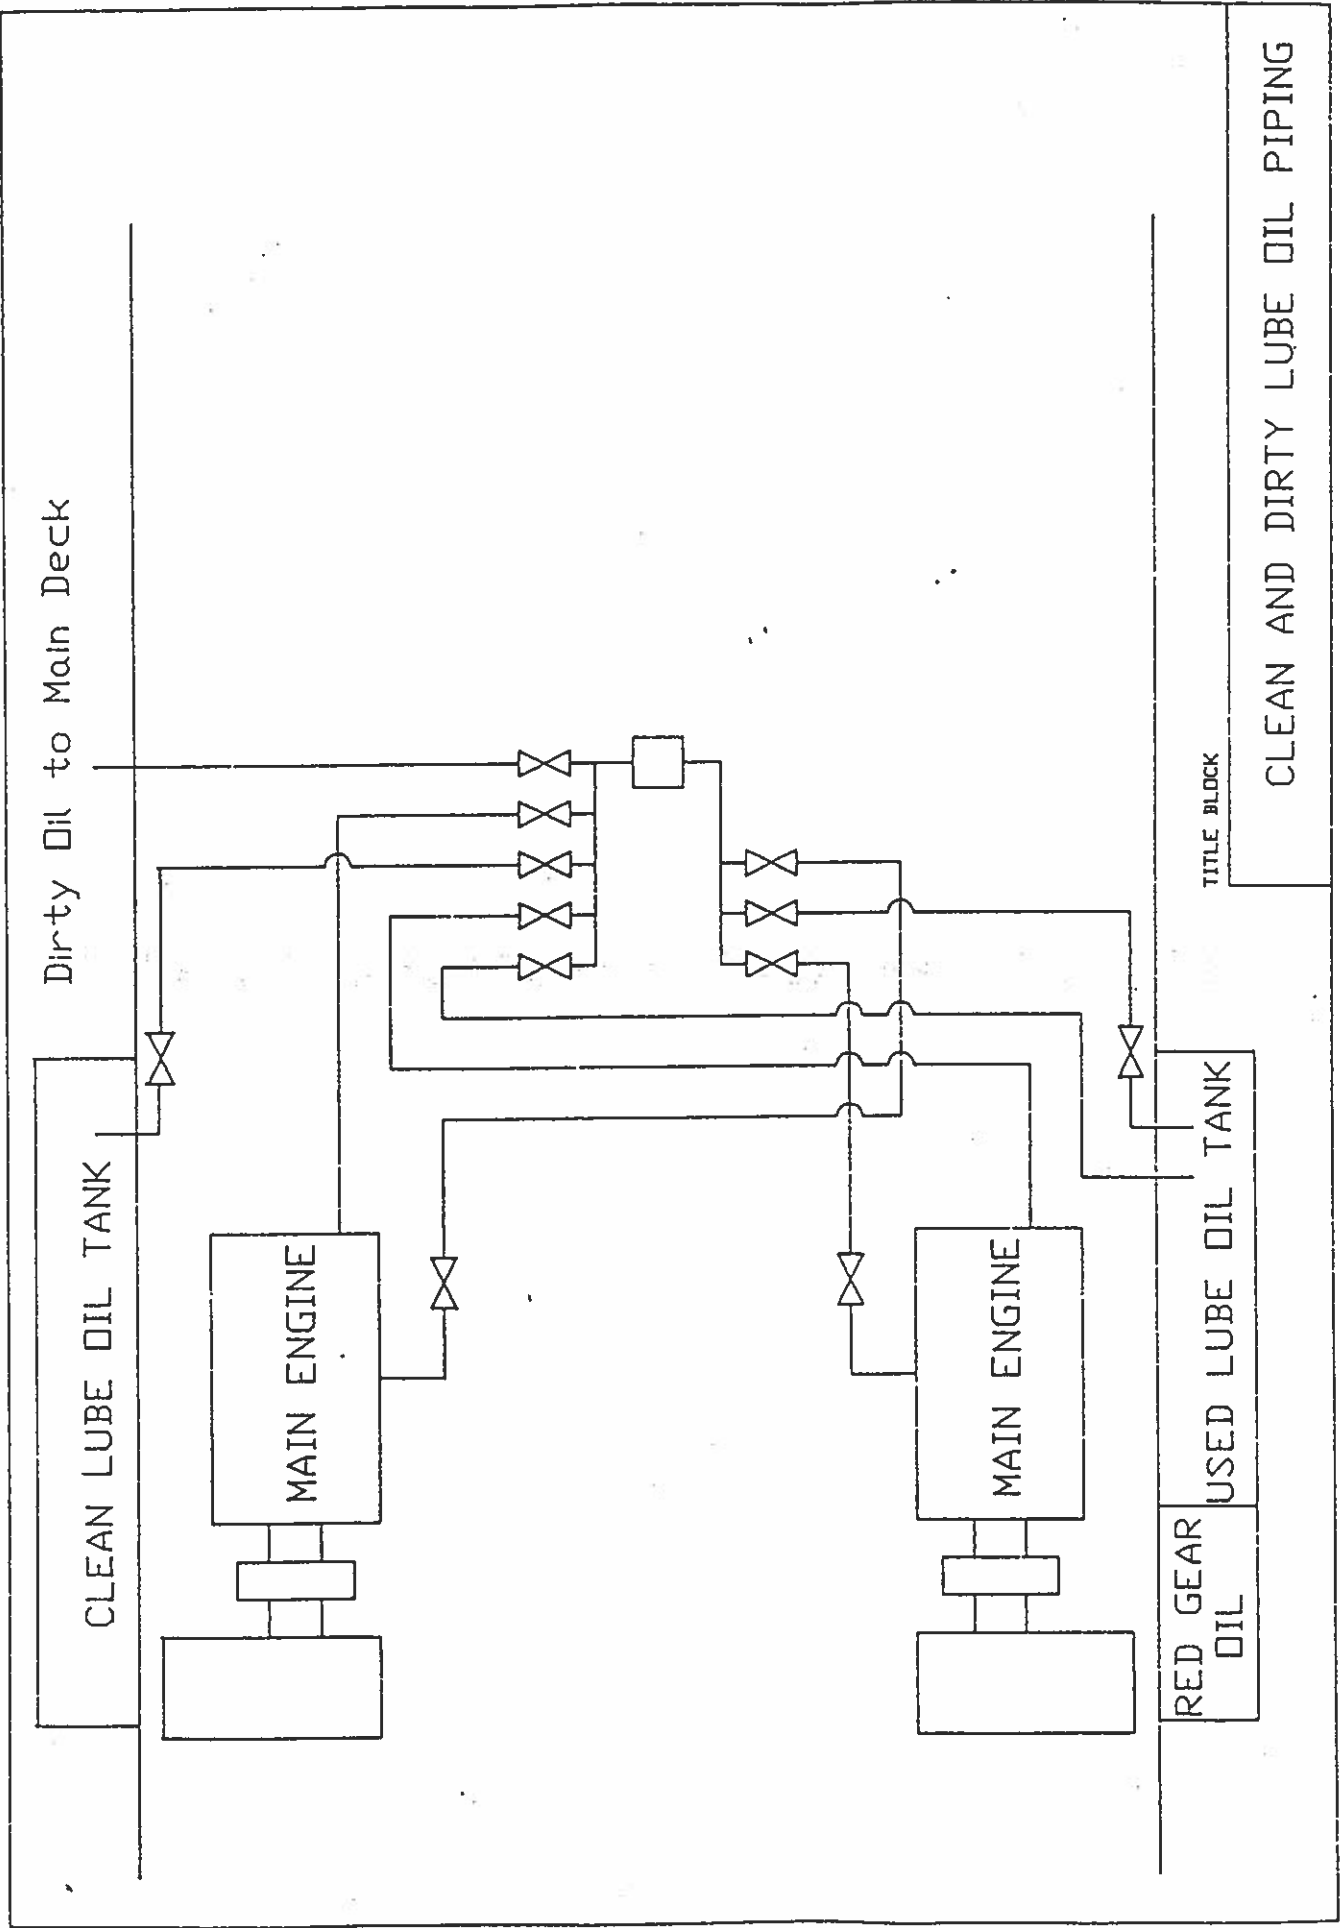 Dirty Oil to Main Deck
CLEAN LUBE OIL TANK
MAIN ENGINE
MAIN ENGINE
RED GEAR
OIL
USED LUBE OIL TANK
TITLE BLOCK
CLEAN AND DIRTY LUBE OIL PIPING